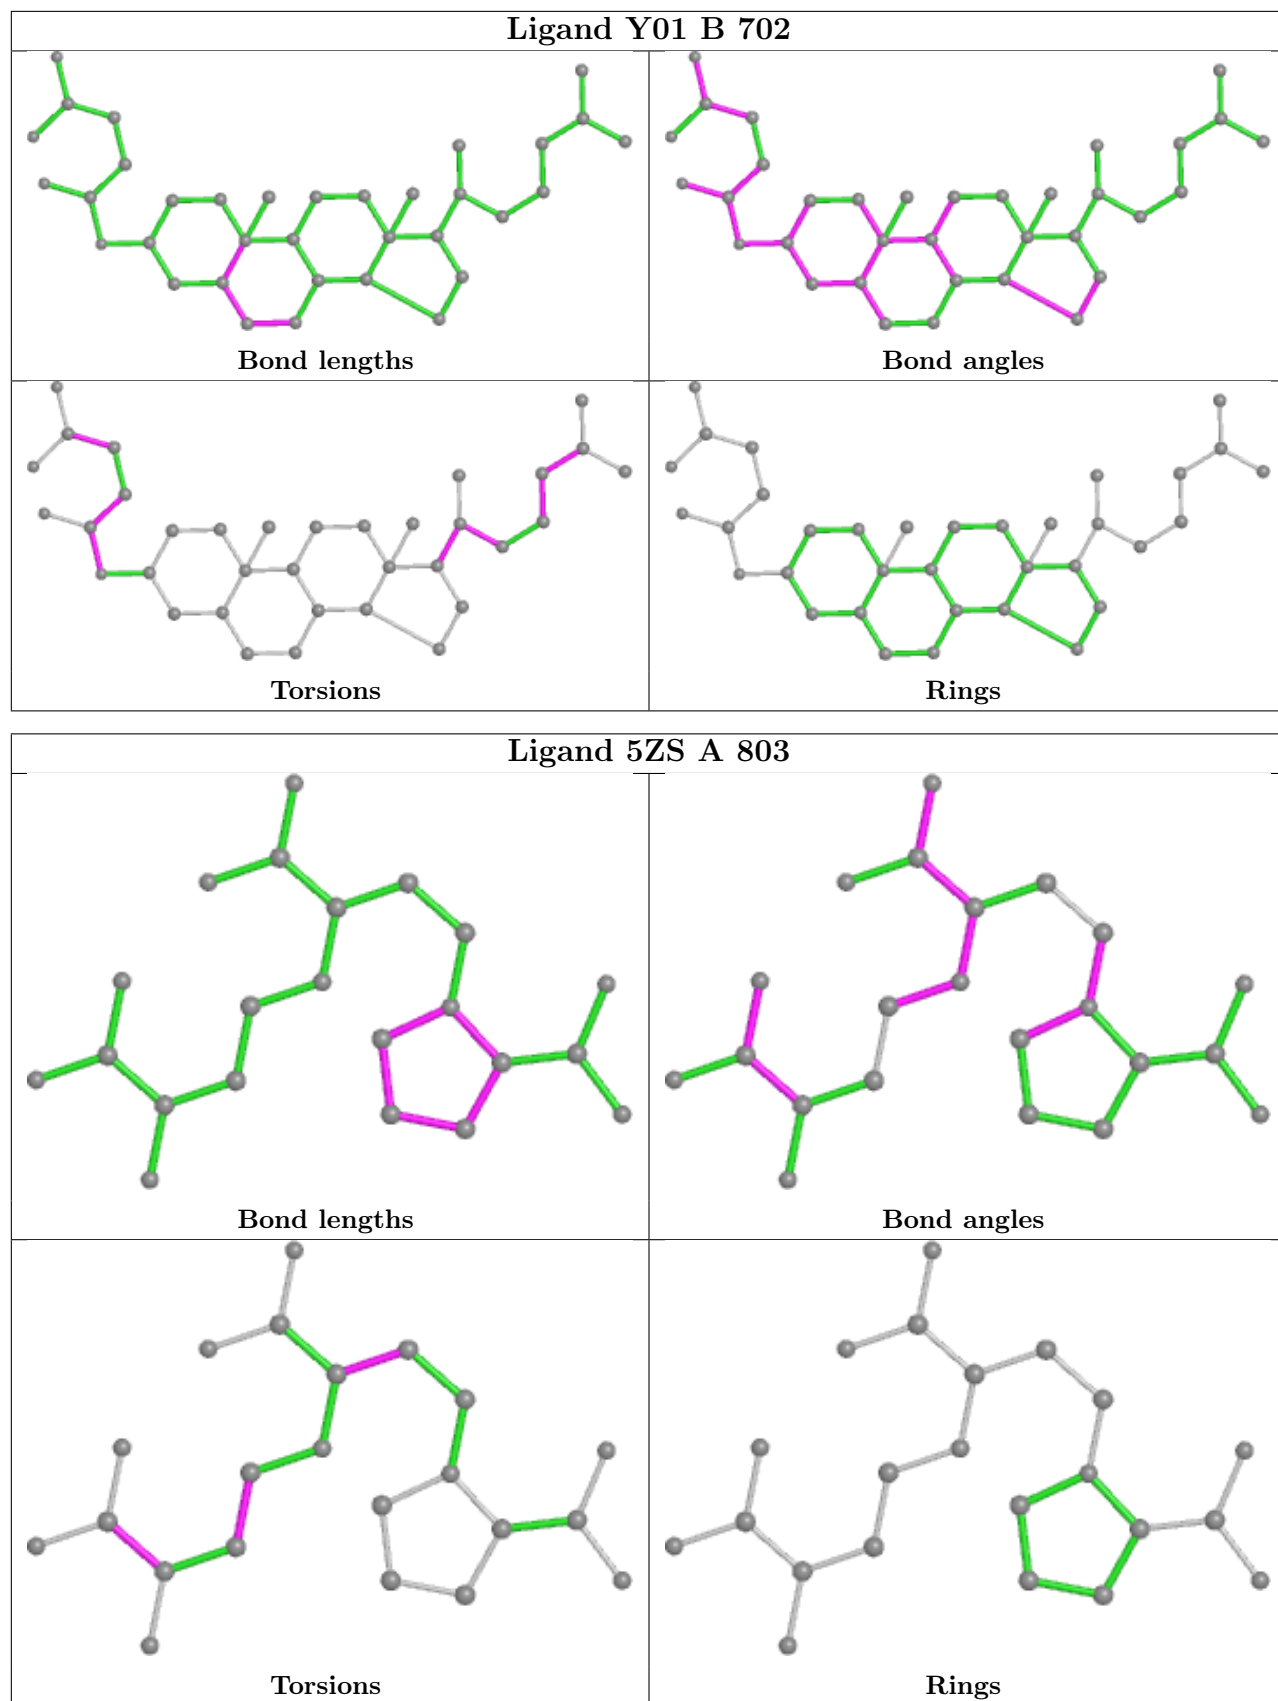 Ligand Y01 B 702
Bond lengths
Bond angles
Torsions
Rings
Ligand 5ZS A 803
Bond lengths
Bond angles
Torsions
Rings